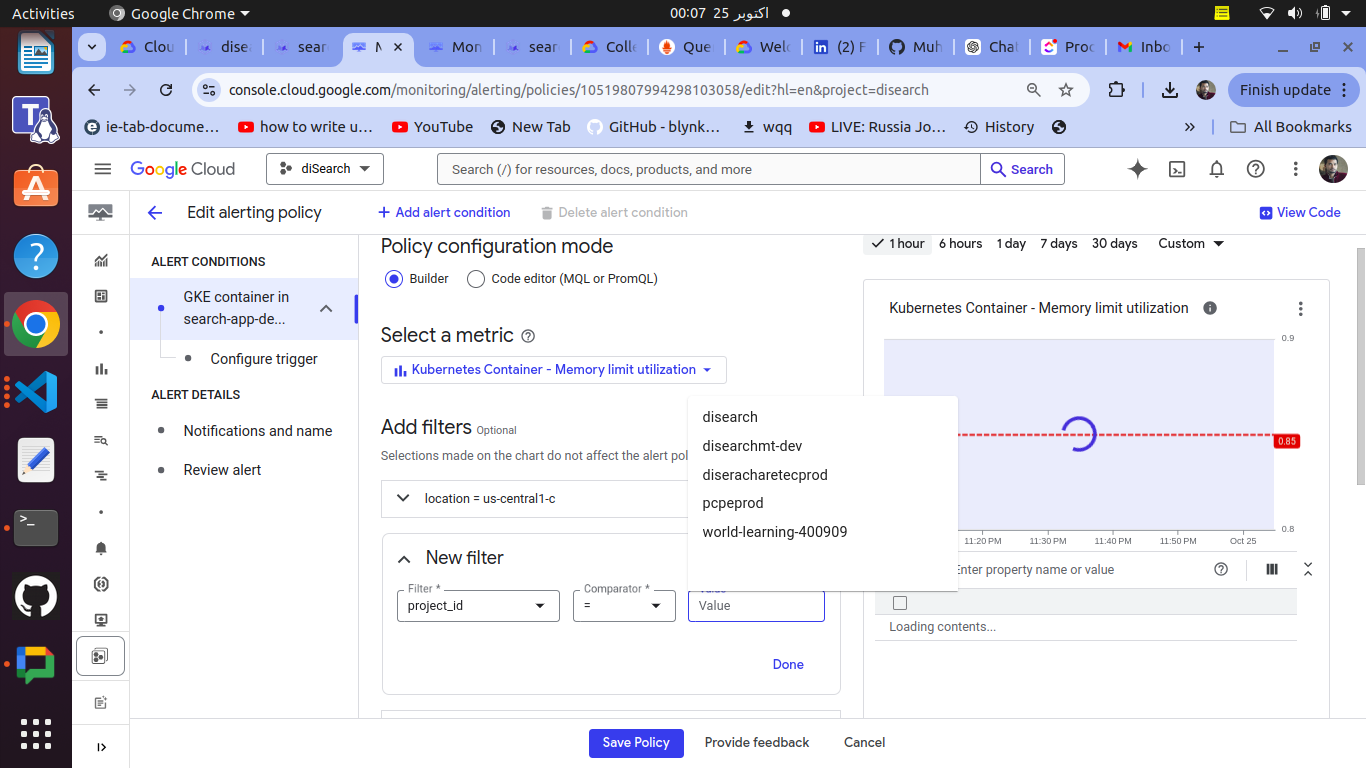 Activities
Google Chrome
00:07 25 اکتوبر
Clou
dise
sear
N
Mon
sear
Colle
Que
Welc
(2) F
Muh
Chat
Proc
Inbo
console.cloud.google.com/monitoring/alerting/policies/10519807994298103058/edit?hl=en&project=disearch
Finish update
ie-tab-docume…
how to write u…
YouTube
New Tab
GitHub - blynk…
wqq
LIVE: Russia Jo…
History
All Bookmarks
Google Cloud
diSearch
Search (/) for resources, docs, products, and more
Search
Edit alerting policy
Add alert condition
Delete alert condition
View Code
ALERT CONDITIONS
GKE container in
search-app-de...
Configure trigger
ALERT DETAILS
Notifications and name
Review alert
Policy configuration mode
Builder
Code editor (MQL or PromQL)
Select a metric
Kubernetes Container - Memory limit utilization
Add filters Optional
Selections made on the chart do not affect the alert pol
location = us-central1-c
New filter
Filter *
project_id
Comparator *
=
Value
Done
disearch
disearchmt-dev
diseracharetecprod
pcpeprod
world-learning-400909
1 hour
6 hours
1 day
7 days
30 days
Custom
Kubernetes Container - Memory limit utilization
0.9
0.85
0.8
11:20 PM
11:30 PM
11:40 PM
11:50 PM
Oct 25
Enter property name or value
Loading contents...
Save Policy
Provide feedback
Cancel